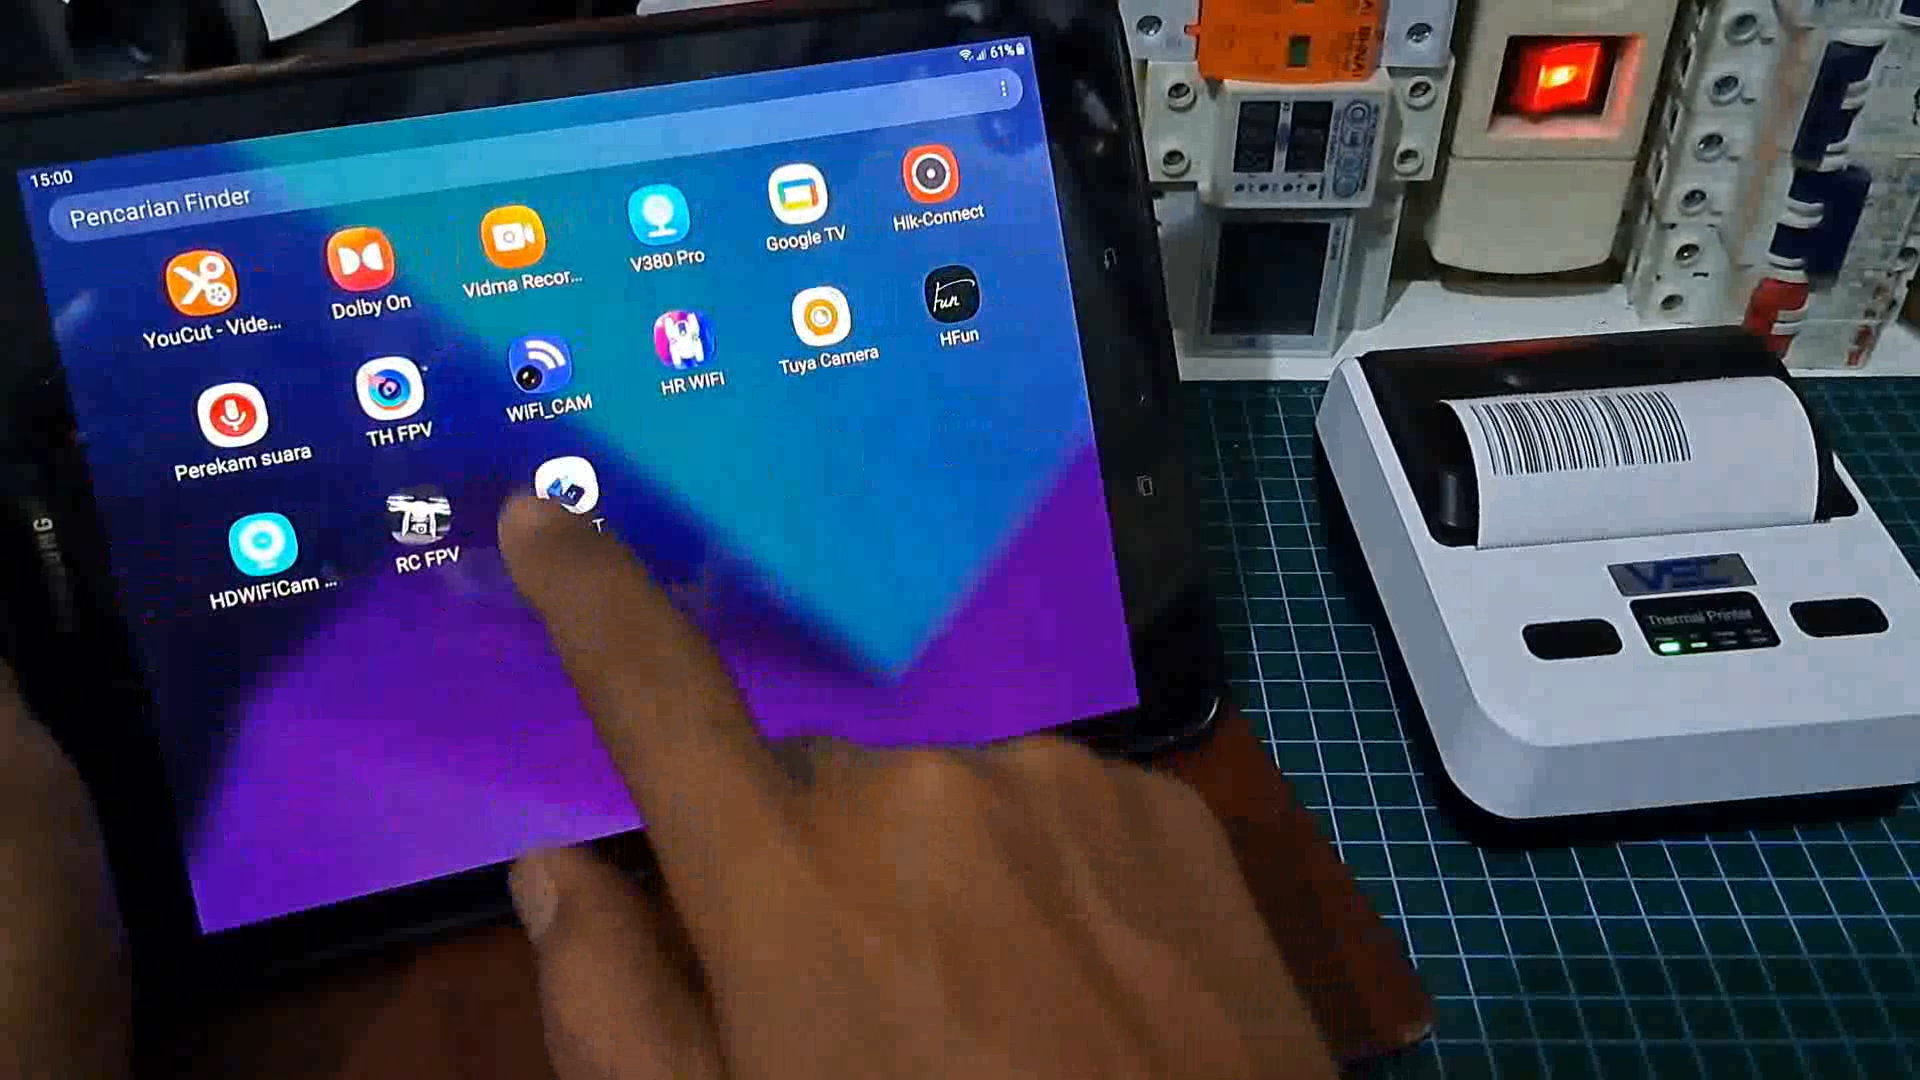 15:00
61%
Pencarian Finder
YouCut - Vide...
Dolby On
Vidma Recor...
V380 Pro
Google TV
Hik-Connect
Perekam suara
TH FPV
WIFI_CAM
HR WIFI
Tuya Camera
HFun
HDWiFiCam ...
RC FPV
T
VSC
Thermal Printer